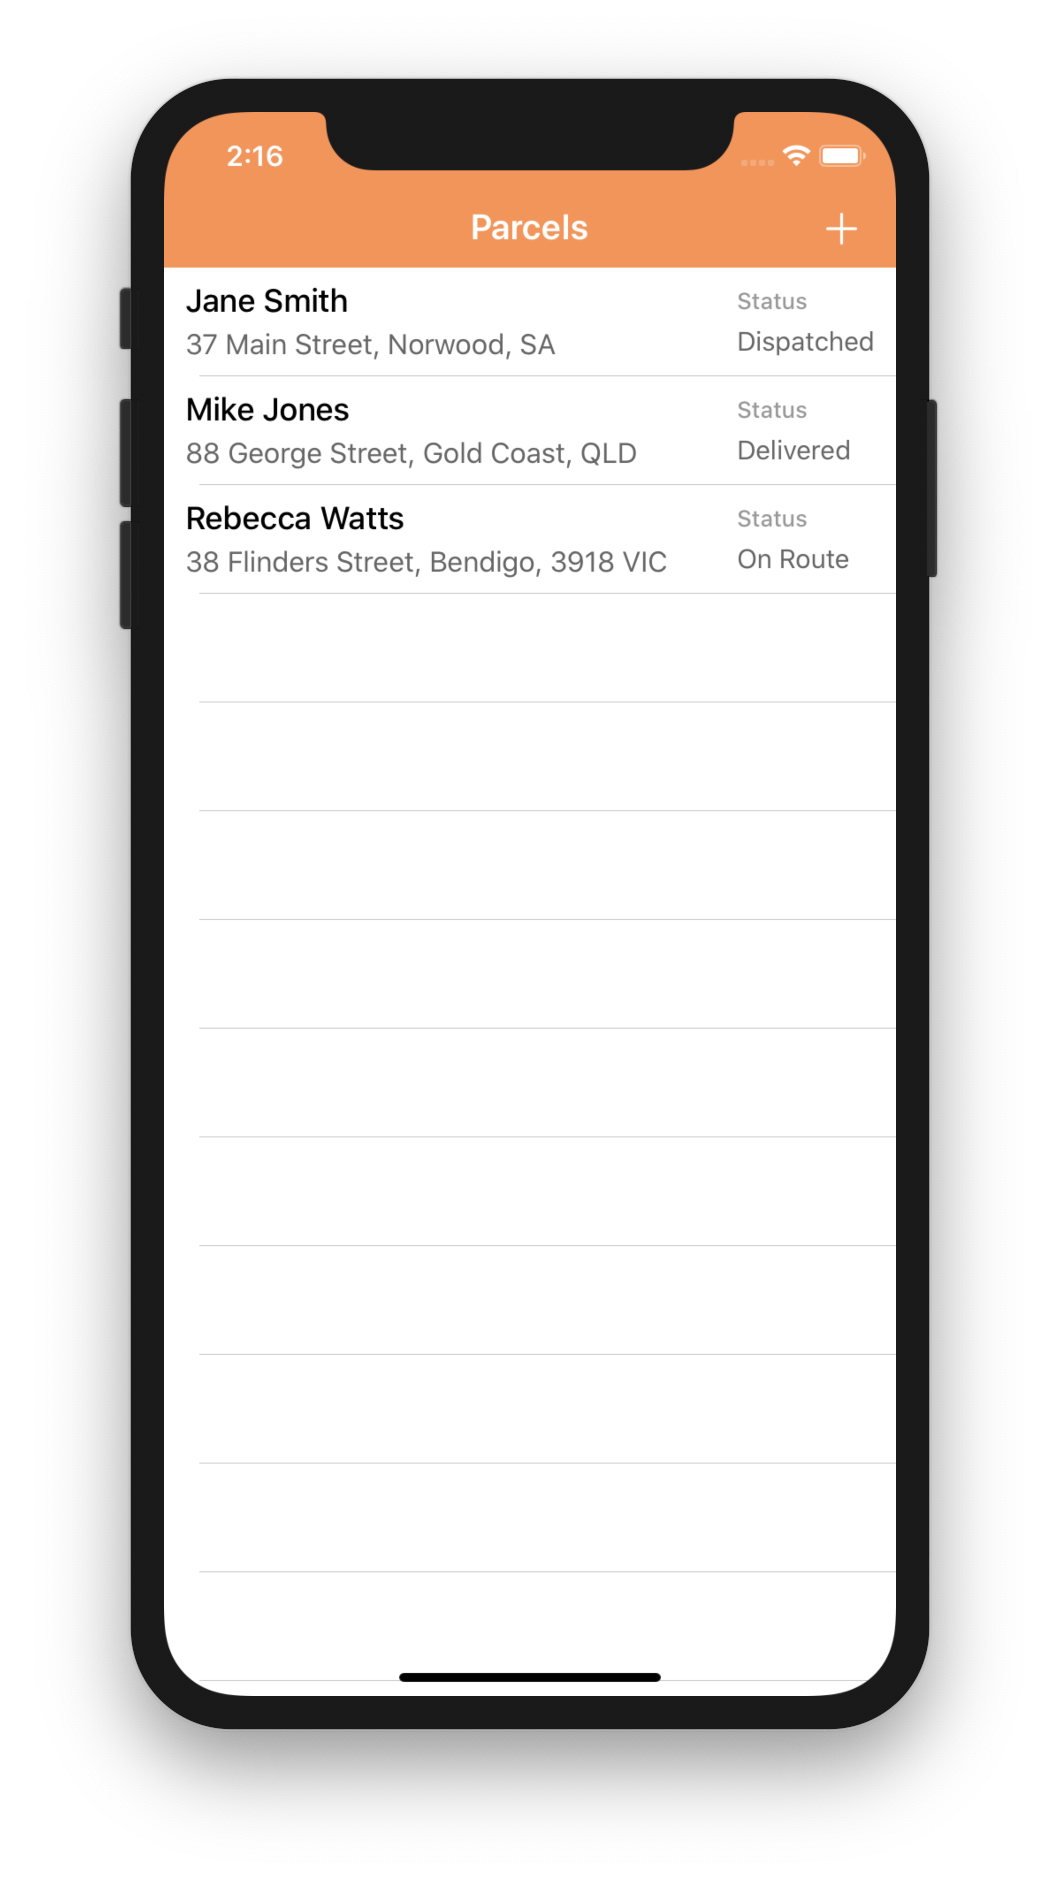 2:16
Parcels
Jane Smith
Status
37 Main Street, Norwood, SA
Dispatched
Mike Jones
Status
88 George Street, Gold Coast, QLD
Delivered
Rebecca Watts
Status
38 Flinders Street, Bendigo, 3918 VIC
On Route